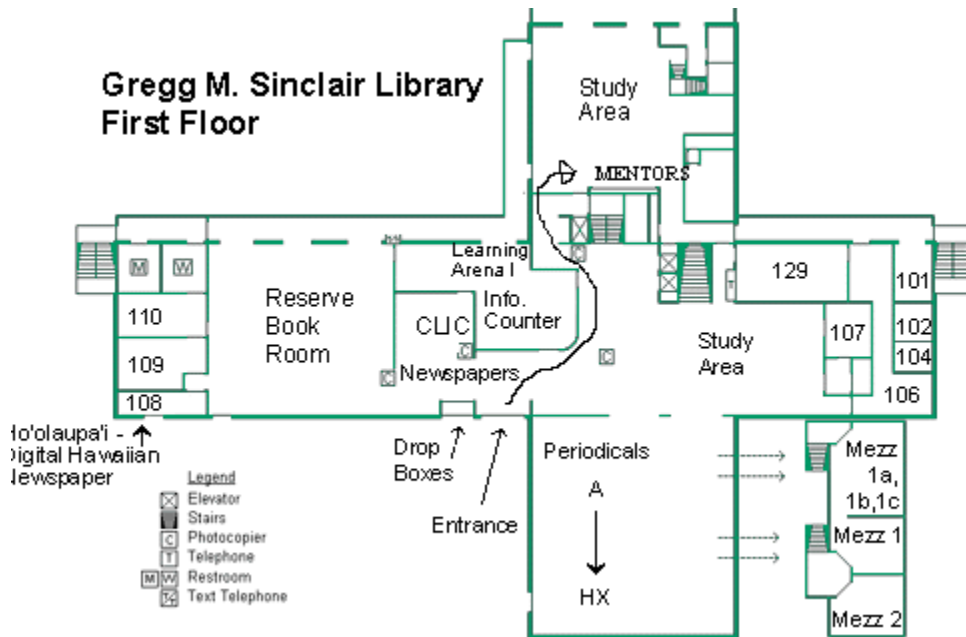 Gregg M. Sinclair Library
First Floor
Study
Area
MENTORS
M
W
110
109
108
Reserve
Book
Room
Learning
Arena I
Info.
Counter
CLIC
C
C
Newspapers
C
C
C
T
129
101
102
104
107
106
Study
Area
Ho'olaupa'i -
Digital Hawaiian
Newspaper
Drop
Boxes
Entrance
Periodicals
A
HX
Mezz
1a,
1b,1c
Mezz 1
Mezz 2
Legend
Elevator
Stairs
C Photocopier
T Telephone
M W Restroom
Text Telephone